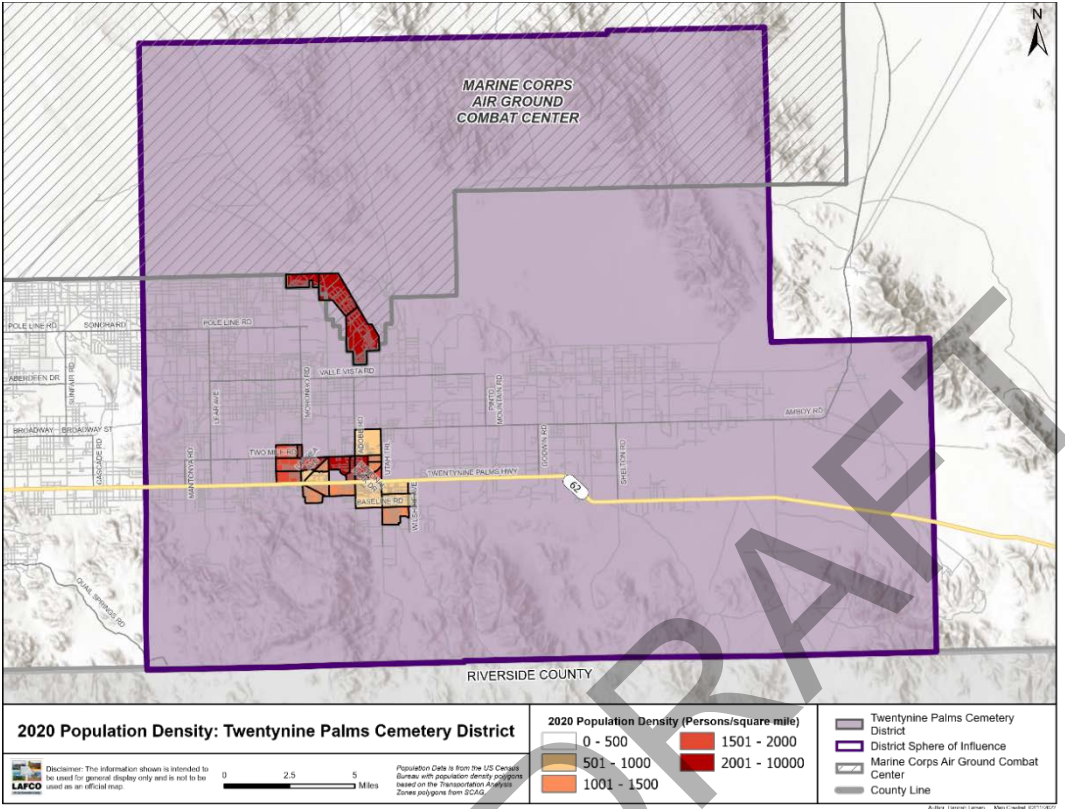 N
MARINE CORPS
AIR GROUND
COMBAT CENTER
POLE LINE RD
SONORA RD
POLE LINE RD
ABERDEEN DR
SUNFAIR RD
VALLE VISTA RD
LEAR AVE
MORONGO RD
PINTO
MOUNTAIN RD
AMBOY RD
BROADWAY
BROADWAY ST
CASCADE RD
ADOBE RD
UTAH TRL
TWO MILE RD
MANTONYA RD
GODWIN RD
SHELTON RD
TWENTYNINE PALMS HWY
62
BASELINE RD
WILSHIRE AVE
QUAIL SPRINGS RD
RIVERSIDE COUNTY
DRAFT
2020 Population Density: Twentynine Palms Cemetery District
LAFCO
Disclaimer: The information shown is intended to
be used for general display only and is not to be
used as an official map.
0 2.5 5
Miles
Population Data is from the US Census
Bureau with population density polygons
based on the Transportation Analysis
Zones polygons from SCAG.
2020 Population Density (Persons/square mile)
0 - 500
501 - 1000
1001 - 1500
1501 - 2000
2001 - 10000
Twentynine Palms Cemetery
District
District Sphere of Influence
Marine Corps Air Ground Combat
Center
County Line